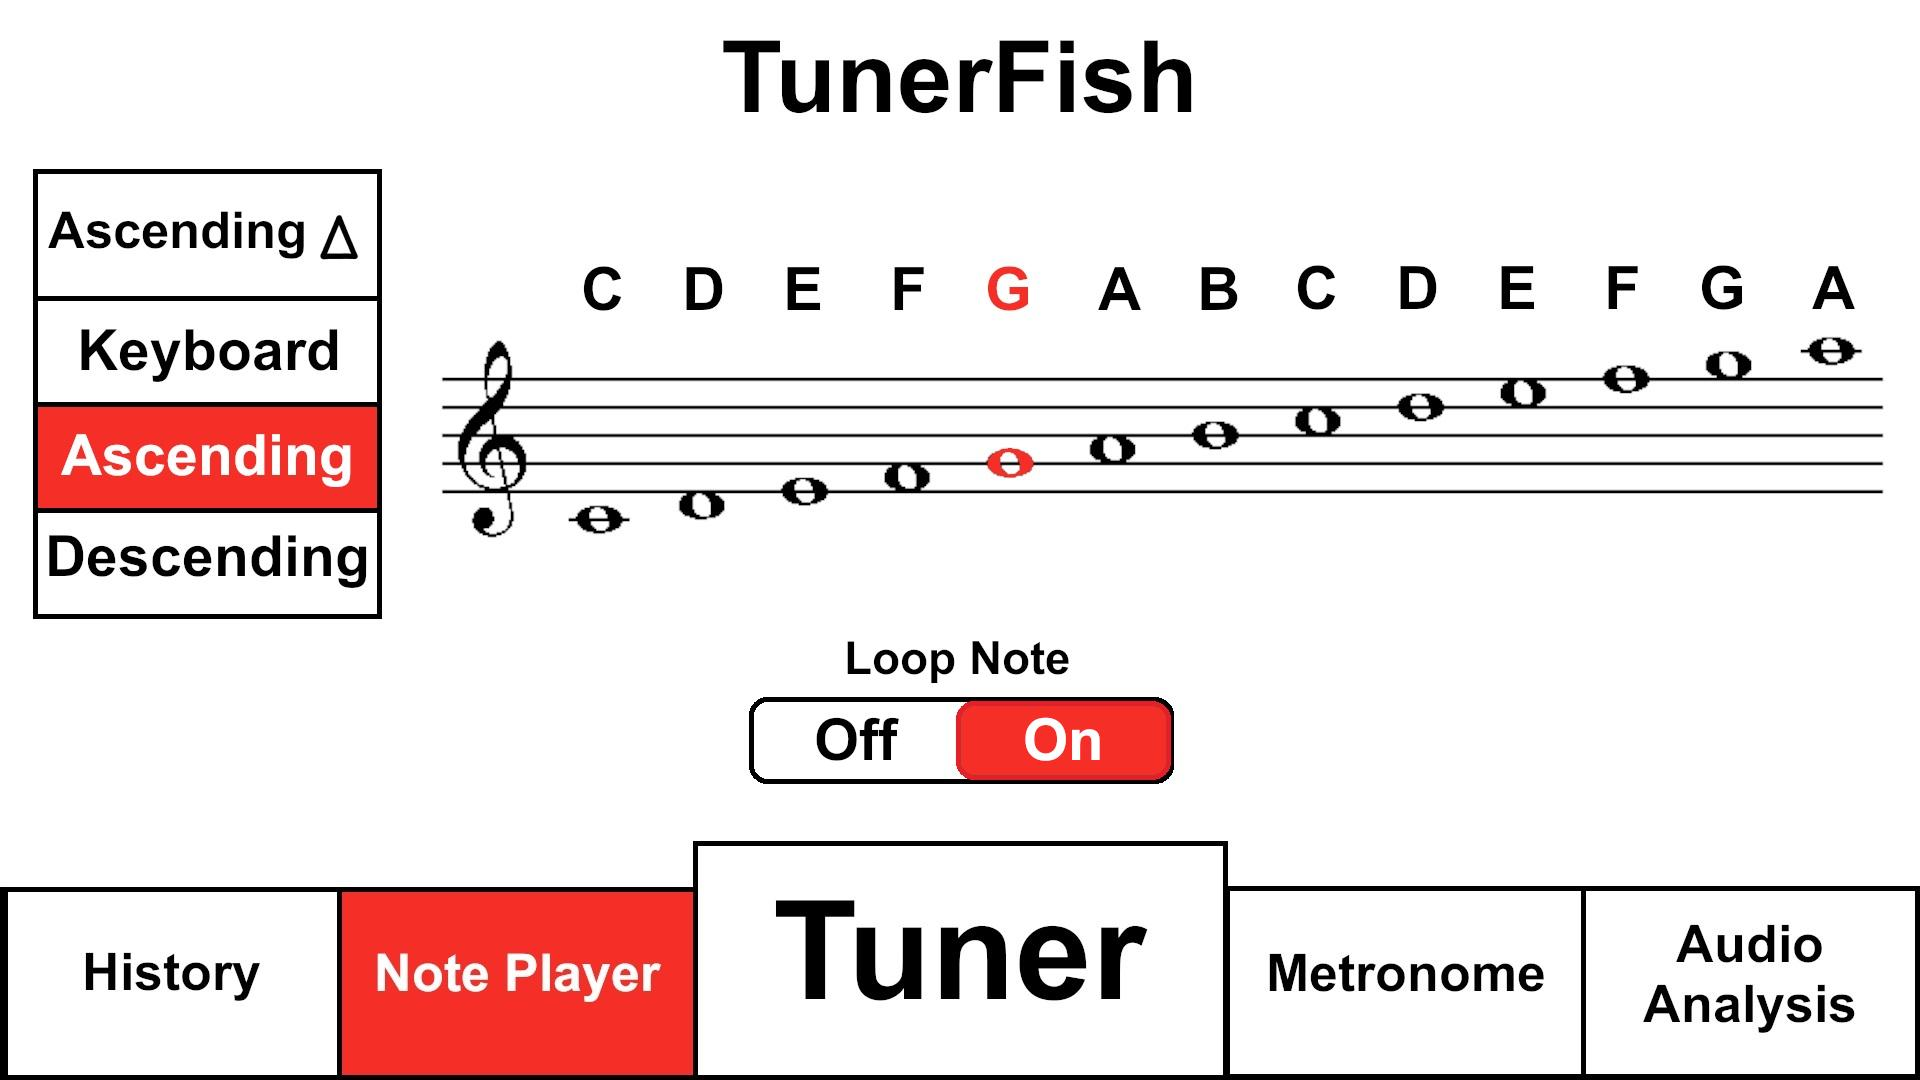 TunerFish
Ascending Δ
Keyboard
Ascending
Descending
C D E F G A B C D E F G A
Loop Note
Off On
History
Note Player
Tuner
Metronome
Audio
Analysis